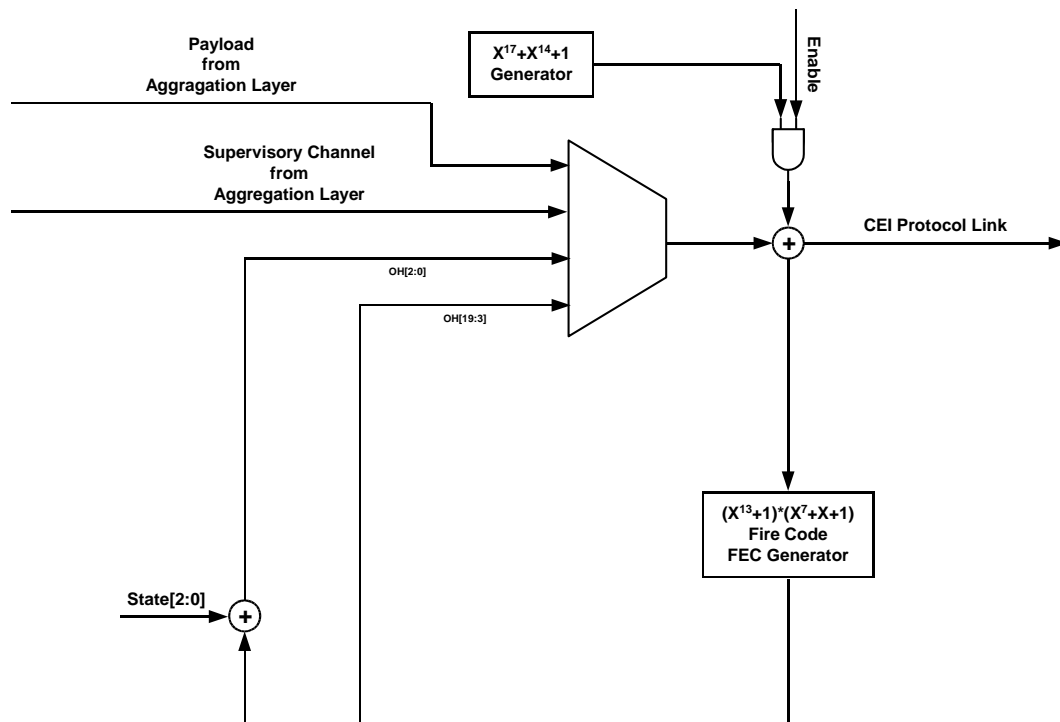 Payload
from
Aggragation Layer
X¹⁷+X¹⁴+1
Generator
Enable
Supervisory Channel
from
Aggregation Layer
+
CEI Protocol Link
OH[2:0]
OH[19:3]
(X¹³+1)*(X⁷+X+1)
Fire Code
FEC Generator
State[2:0]
+